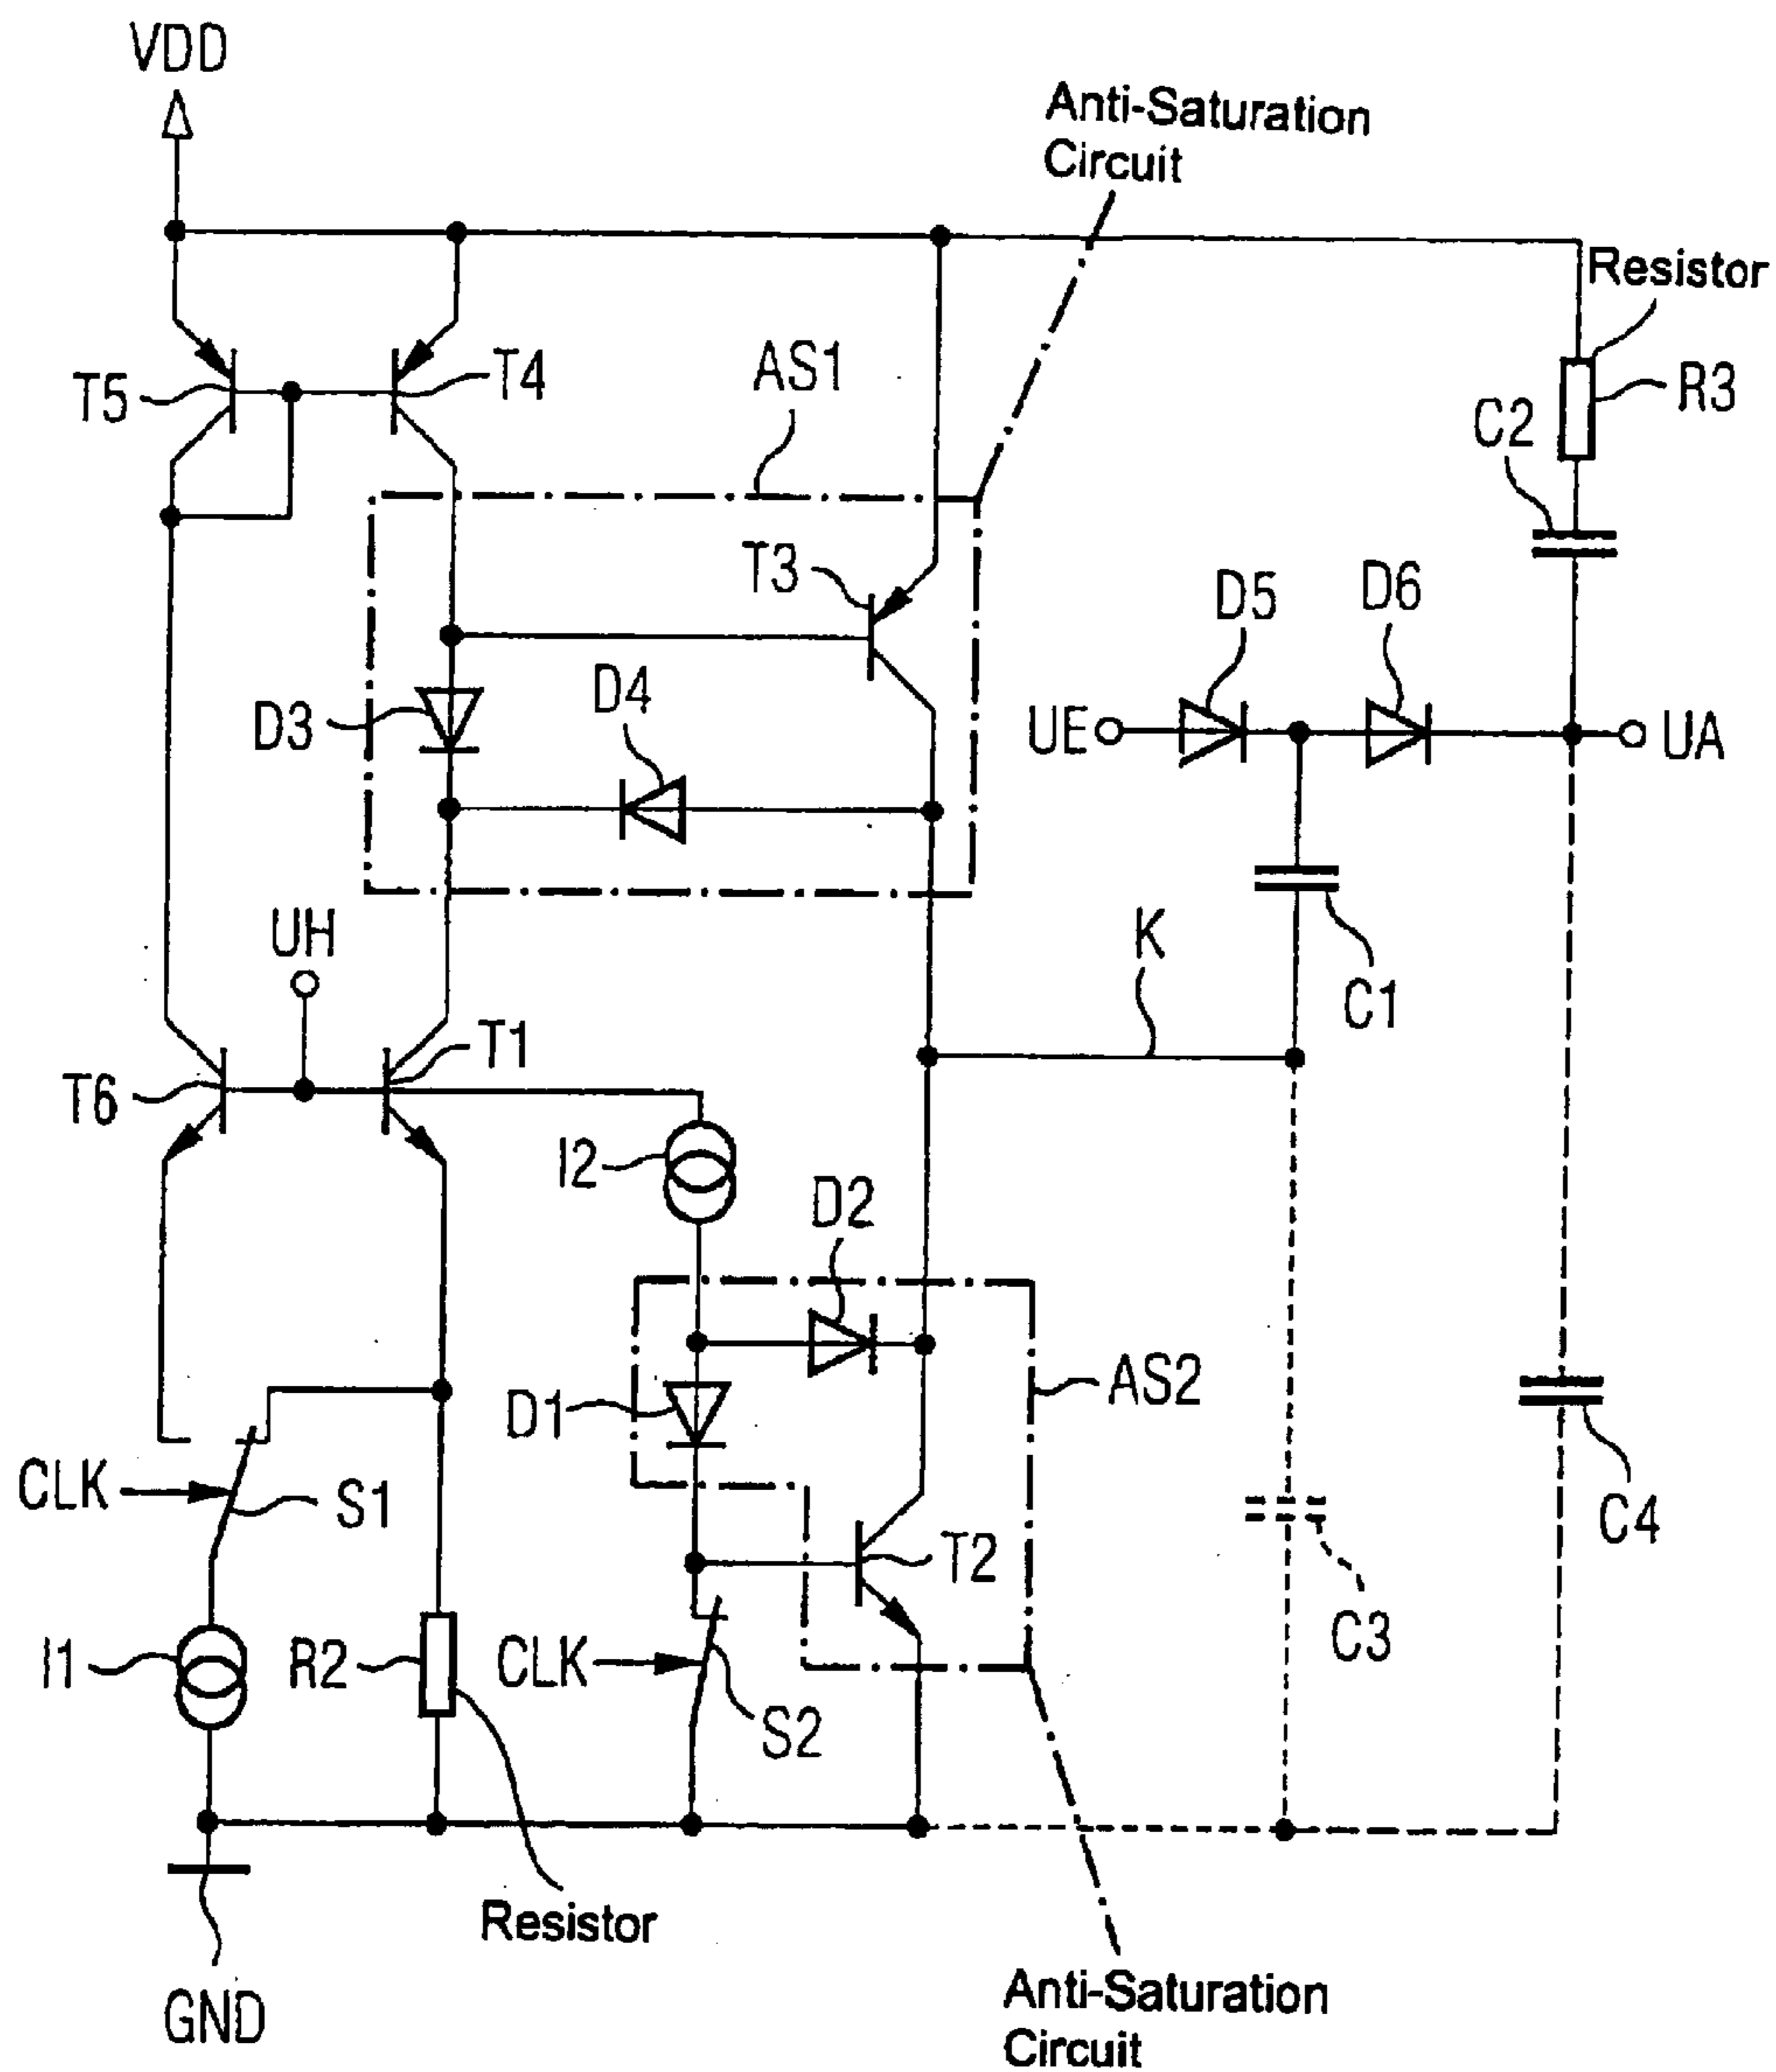 VDD
Anti-Saturation
Circuit
Resistor
T5
T4
AS1
C2
R3
T3
D5
D6
D3
D4
UE
UA
UH
K
C1
T6
T1
I2
D2
D1
AS2
CLK
S1
T2
C4
I1
R2
CLK
S2
C3
Resistor
GND
Anti-Saturation
Circuit